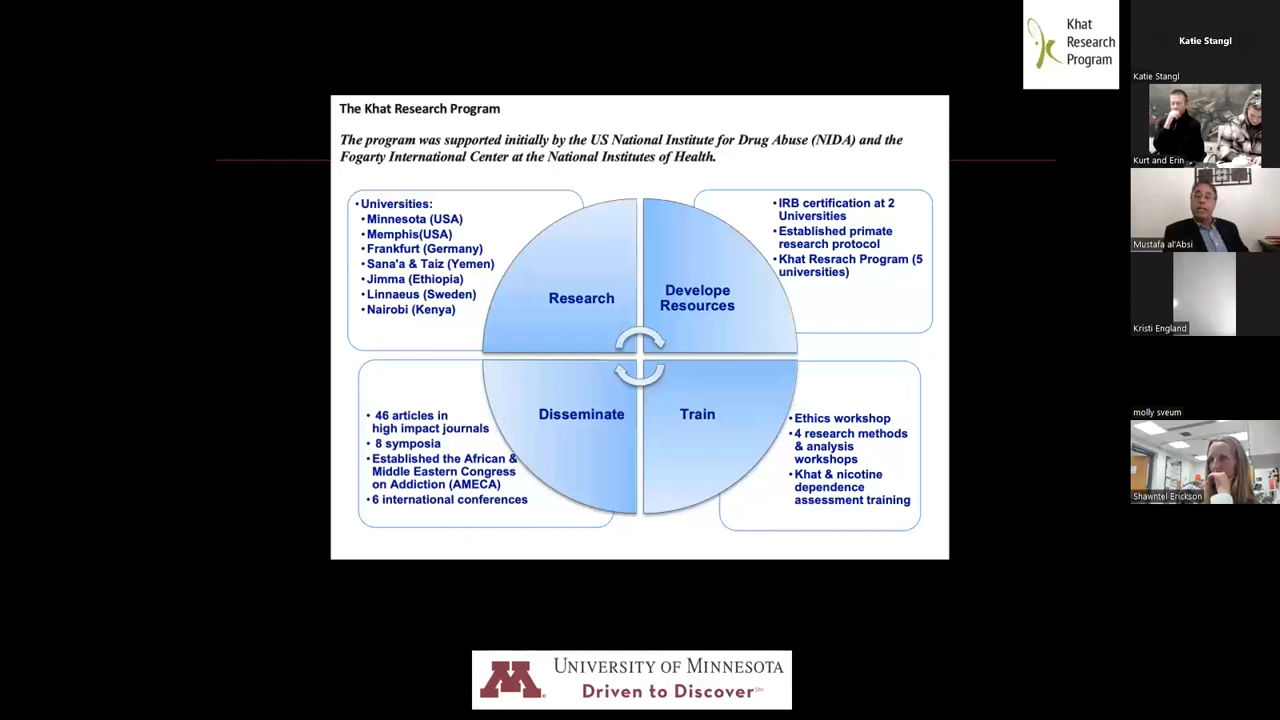 Khat
Research
Program
The Khat Research Program
The program was supported initially by the US National Institute for Drug Abuse (NIDA) and the
Fogarty International Center at the National Institutes of Health.
• Universities:
• Minnesota (USA)
• Memphis(USA)
• Frankfurt (Germany)
• Sana'a & Taiz (Yemen)
• Jimma (Ethiopia)
• Linnaeus (Sweden)
• Nairobi (Kenya)
Research
Develope
Resources
• IRB certification at 2
Universities
• Established primate
research protocol
• Khat Resrach Program (5
universities)
• 46 articles in
high impact journals
• 8 symposia
• Established the African &
Middle Eastern Congress
on Addiction (AMECA)
• 6 international conferences
Disseminate
Train
• Ethics workshop
• 4 research methods
& analysis
workshops
• Khat & nicotine
dependence
assessment training
M
UNIVERSITY OF MINNESOTA
Driven to Discover℠
Katie Stangl
Katie Stangl
Kurt and Erin
Mustafa al'Absi
Kristi England
molly sveum
Shawntel Erickson